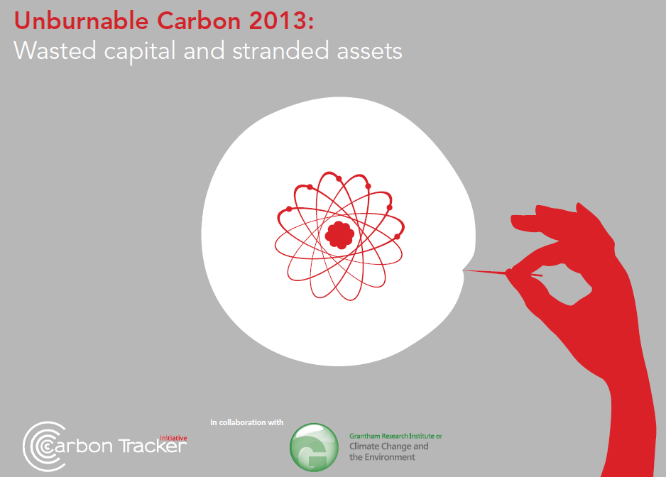 Unburnable Carbon 2013:
Wasted capital and stranded assets
In collaboration with
Carbon Tracker
Initiative
Grantham Research Institute on
Climate Change and
the Environment